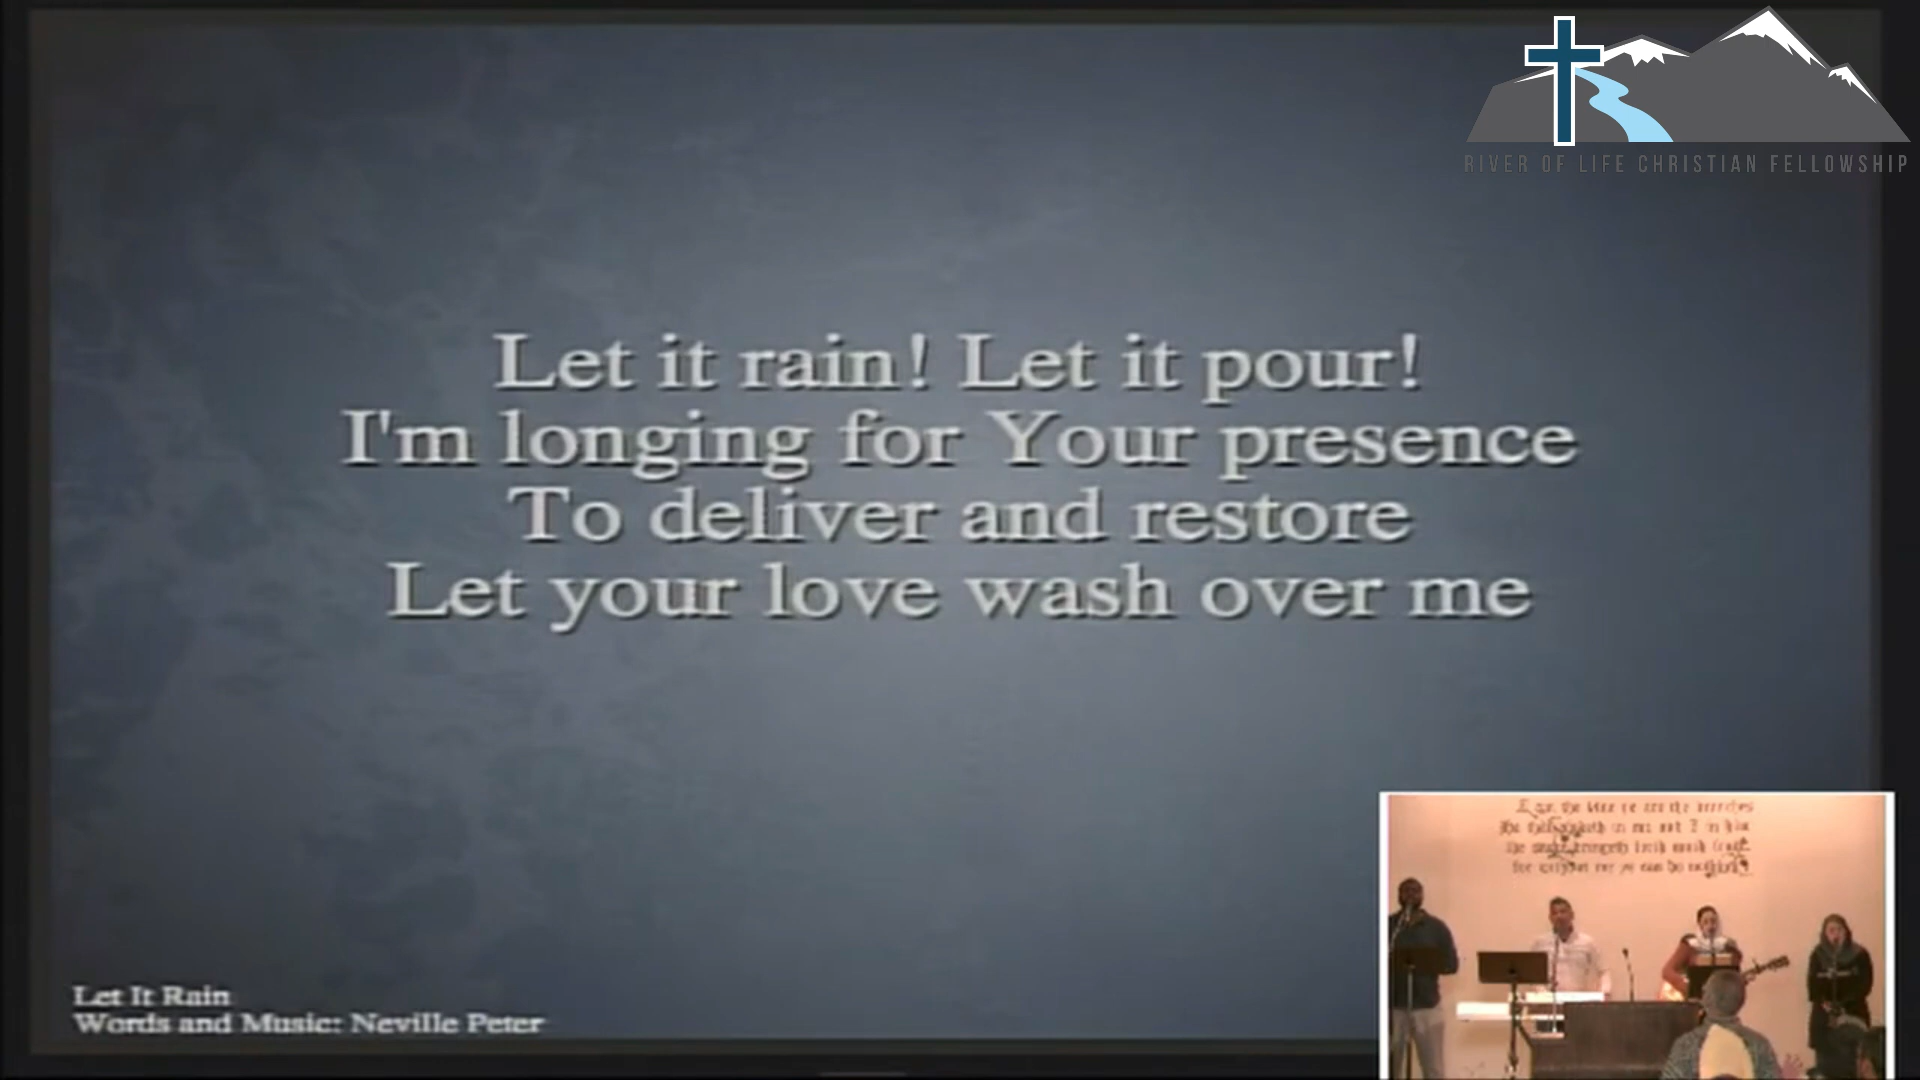 RIVER OF LIFE CHRISTIAN FELLOWSHIP
Let it rain! Let it pour!
I'm longing for Your presence
To deliver and restore
Let your love wash over me
Let It Rain
Words and Music: Neville Peter